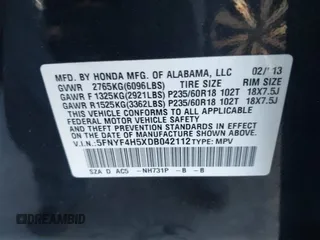 MFD. BY HONDA MFG. OF ALABAMA, LLC 02/'13
GVWR 2765KG(6096LBS) TIRE SIZE RIM SIZE
GAWR F 1325KG(2921LBS) P235/60R18 102T 18X7.5J
GAWR R 1525KG(3362LBS) P235/60R18 102T 18X7.5J
THIS VEHICLE CONFORMS TO ALL APPLICABLE
FEDERAL MOTOR VEHICLE SAFETY AND THEFT
PREVENTION STANDARDS IN EFFECT ON THE DATE OF
MANUFACTURE SHOWN ABOVE.
V.I.N.: 5FNYF4H5XDB042112 TYPE: MPV
SZA D AC5 -NH731P -B -B